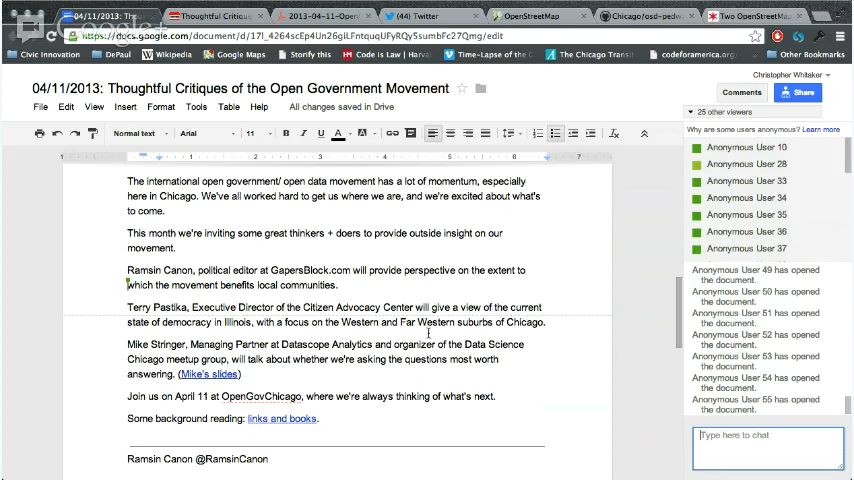 04/11/2013: Thou
Thoughtful Critiques
2013-04-11-Open
(44) Twitter
OpenStreetMap
Chicago/osd-pedw
Two OpenStreetMap
Google+
https://docs.google.com/document/d/17l_4264scEp4Un26giLFntquqUFyRQySsumbFc27Qmg/edit
Civic Innovation
DePaul
Wikipedia
Google Maps
Storify this
Code is Law | Harvard
Time-Lapse of the C
The Chicago Transit
codeforamerica.org
Other Bookmarks
Christopher Whitaker
04/11/2013: Thoughtful Critiques of the Open Government Movement
Comments
Share
File Edit View Insert Format Tools Table Help All changes saved in Drive
25 other viewers
Normal text Arial 11 B I U A A
Why are some users anonymous? Learn more
1 1 2 3 4 5 6 7
Anonymous User 10
Anonymous User 28
Anonymous User 33
Anonymous User 34
Anonymous User 35
Anonymous User 36
Anonymous User 37
The international open government/ open data movement has a lot of momentum, especially
here in Chicago. We've all worked hard to get us where we are, and we're excited about what's
to come.
This month we're inviting some great thinkers + doers to provide outside insight on our
movement.
Ramsin Canon, political editor at GapersBlock.com will provide perspective on the extent to
which the movement benefits local communities.
Terry Pastika, Executive Director of the Citizen Advocacy Center will give a view of the current
state of democracy in Illinois, with a focus on the Western and Far Western suburbs of Chicago.
Mike Stringer, Managing Partner at Datascope Analytics and organizer of the Data Science
Chicago meetup group, will talk about whether we're asking the questions most worth
answering. (Mike's slides)
Join us on April 11 at OpenGovChicago, where we're always thinking of what's next.
Some background reading: links and books.
Ramsin Canon @RamsinCanon
Anonymous User 49 has opened
the document.
Anonymous User 50 has opened
the document.
Anonymous User 51 has opened
the document.
Anonymous User 52 has opened
the document.
Anonymous User 53 has opened
the document.
Anonymous User 54 has opened
the document.
Anonymous User 55 has opened
the document.
Type here to chat